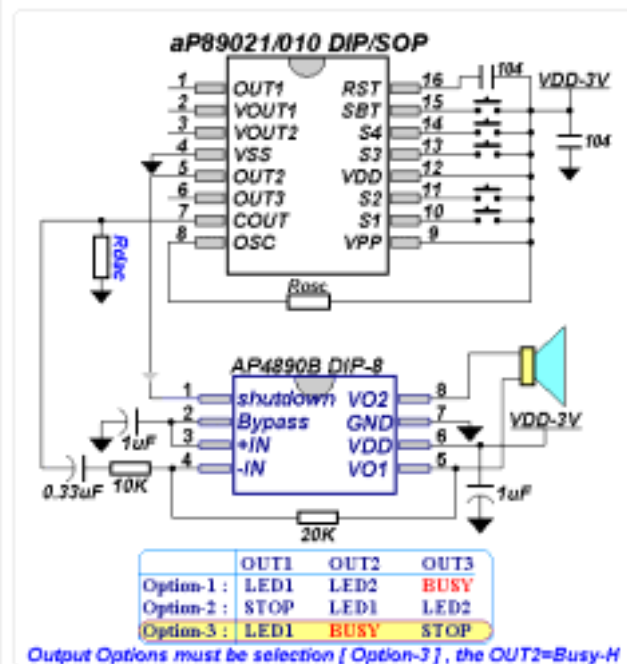 aP89021/010 DIP/SOP
1 OUT1 RST 16 104 VDD-3V
2 VOUT1 SBT 15
3 VOUT2 S4 14
4 VSS S3 13 104
5 OUT2 VDD 12
6 OUT3 S2 11
7 COUT S1 10
8 OSC VPP 9
Rdac
Rosc
AP4890B DIP-8
1 shutdown VO2 8
2 Bypass GND 7 VDD-3V
1uF
3 +IN VDD 6
4 -IN VO1 5
0.33uF 10K 1uF
20K
OUT1 OUT2 OUT3
Option-1 : LED1 LED2 BUSY
Option-2 : STOP LED1 LED2
Option-3 : LED1 BUSY STOP
Output Options must be selection [ Option-3 ] , the OUT2=Busy-H